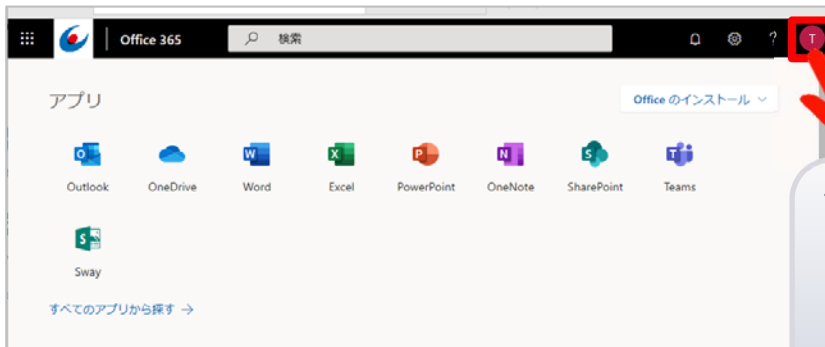 Office 365
検索
?
T
アプリ
Office のインストール
Outlook
OneDrive
Word
Excel
PowerPoint
OneNote
SharePoint
Teams
Sway
すべてのアプリから探す →